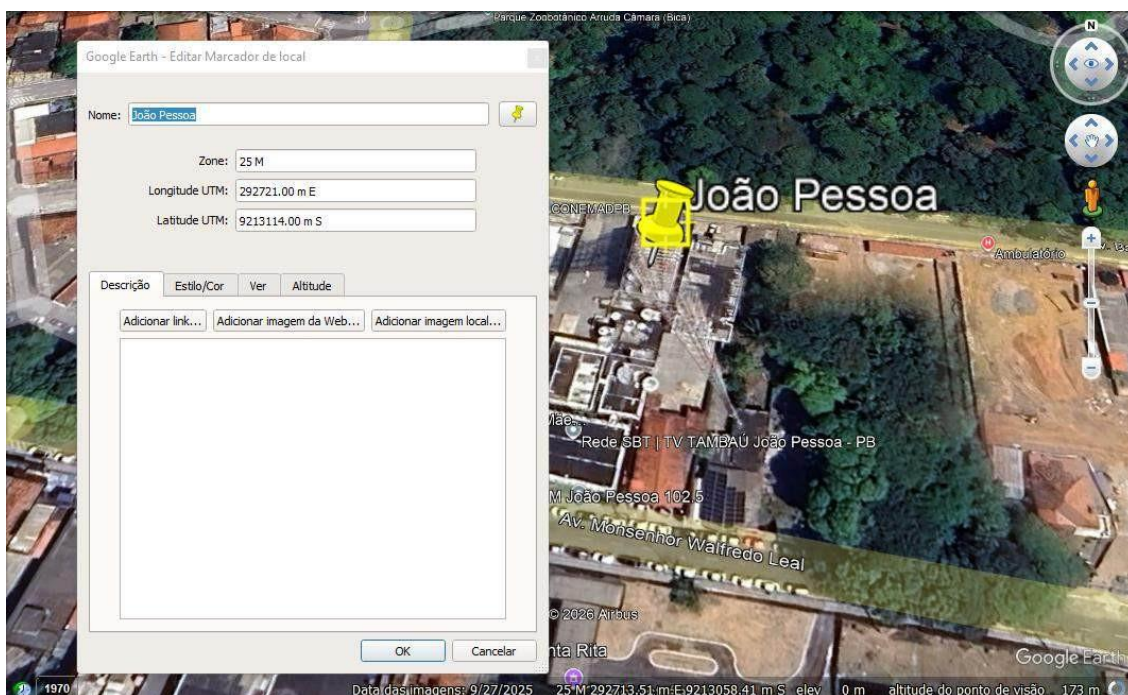 Parque Zoobotânico Arruda Câmara (Bica)
Google Earth - Editar Marcador de local
N
Nome: João Pessoa
Zone: 25 M
Longitude UTM: 292721.00 m E
Latitude UTM: 9213114.00 m S
João Pessoa
CONEMADPB
Ambulatório
Descrição Estilo/Cor Ver Altitude
Adicionar link... Adicionar imagem da Web... Adicionar imagem local...
Mãe...
Rede SBT | TV TAMBAÚ João Pessoa - PB
M João Pessoa 102,5
Av. Monsenhor Walfredo Leal
© 2026 Airbus
OK Cancelar
nta Rita
Google Earth
1970 Data das imagens: 9/27/2025 25 M 292713.51 m E 9213058.41 m S elev 0 m altitude do ponto de visão 173 m